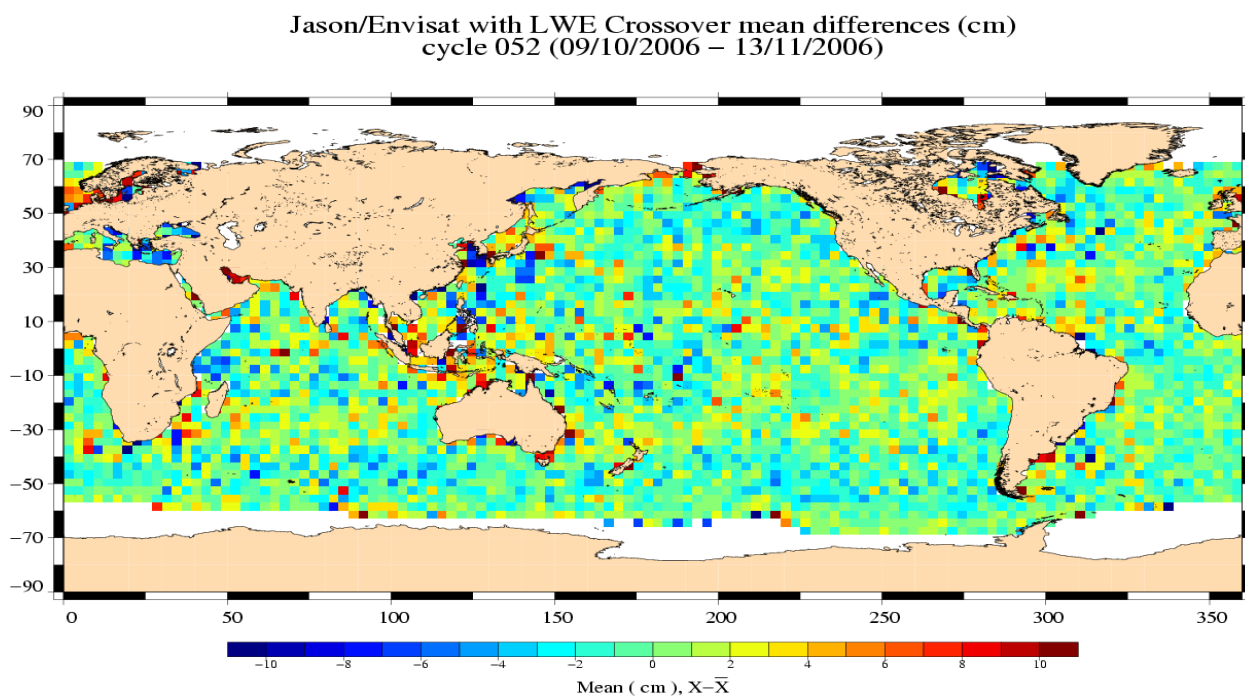 Jason/Envisat with LWE Crossover mean differences (cm)
cycle 052 (09/10/2006 − 13/11/2006)
90
70
50
30
10
−10
−30
−50
−70
−90
0 50 100 150 200 250 300 350
−10 −8 −6 −4 −2 0 2 4 6 8 10
Mean ( cm ), X−X̅